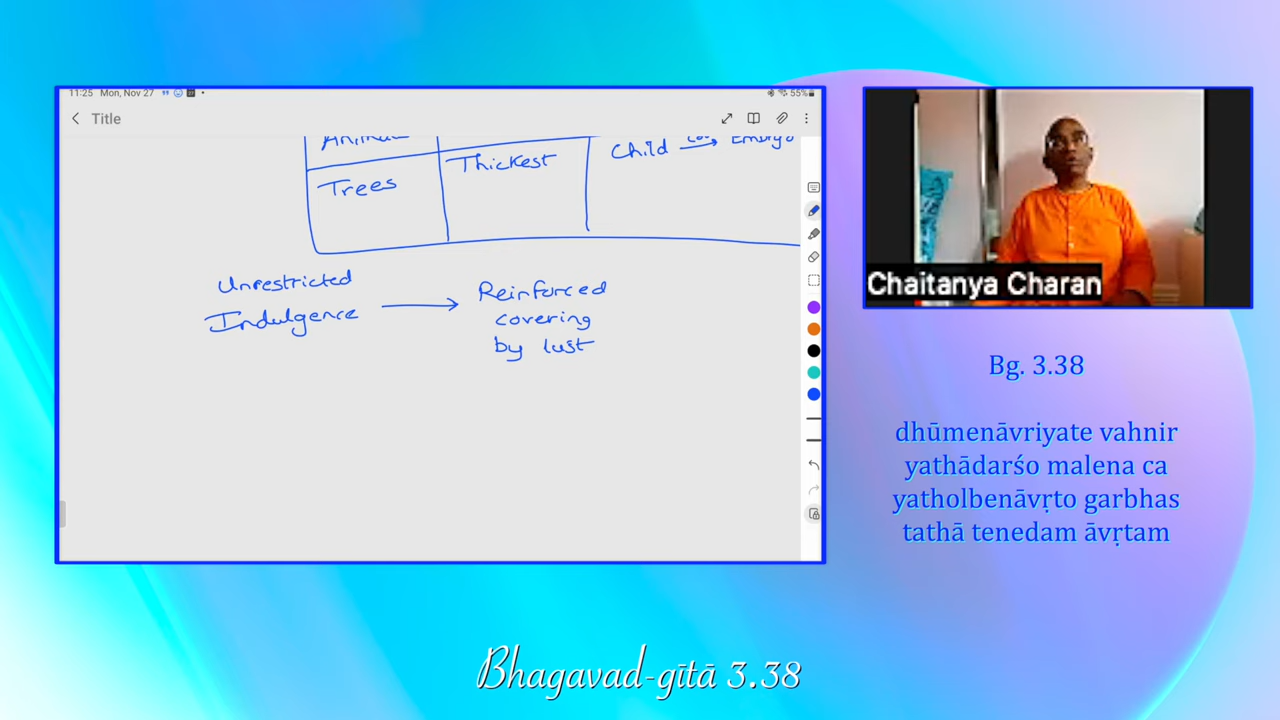 11:25 Mon, Nov 27
55%
Title
Trees
Thickest
Child → Embryo
Unrestricted
Indulgence → Reinforced
covering
by lust
Chaitanya Charan
Bg. 3.38
dhūmenāvriyate vahnir
yathādarśo malena ca
yatholbenāvṛto garbhas
tathā tenedam āvṛtam
Bhagavad-gītā 3.38